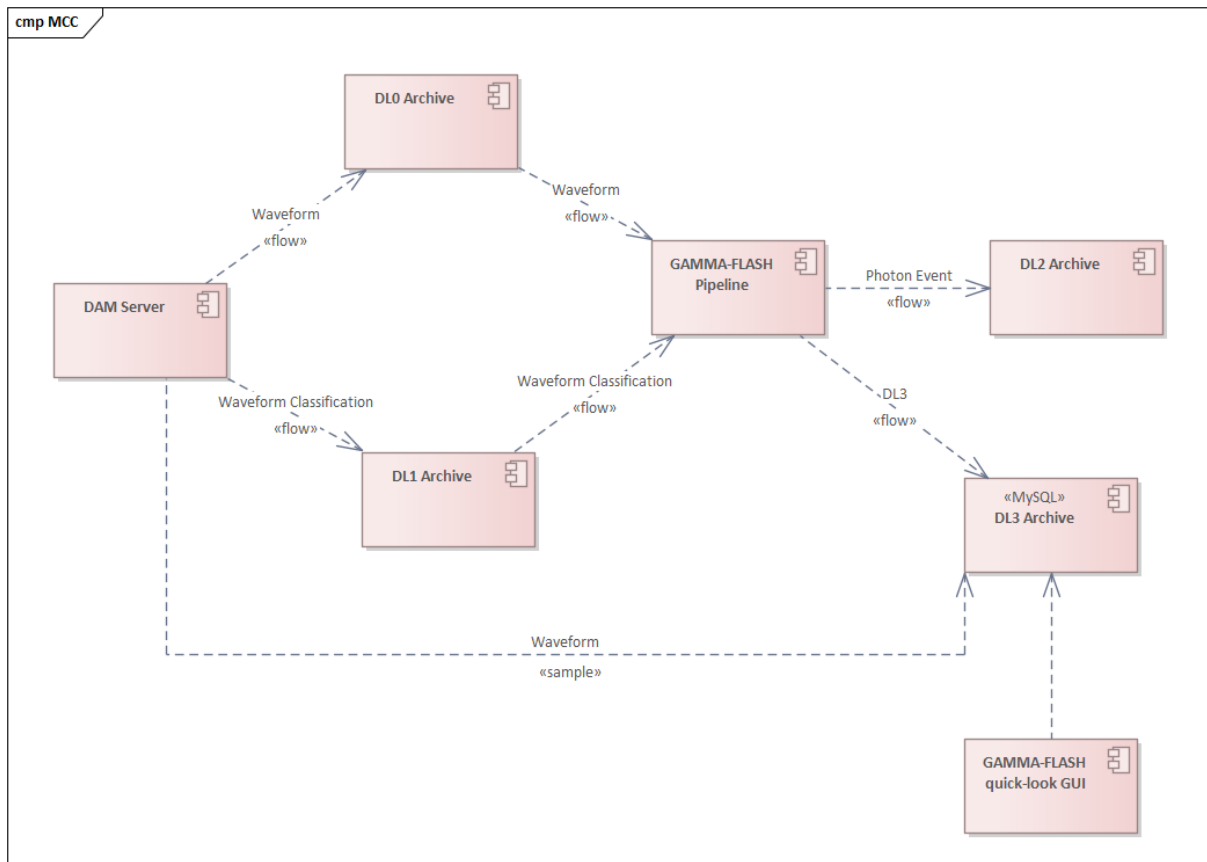 cmp MCC
DL0 Archive
Waveform
«flow»
Waveform
«flow»
GAMMA-FLASH
Pipeline
Photon Event
«flow»
DL2 Archive
DAM Server
Waveform Classification
«flow»
Waveform Classification
«flow»
DL3
«flow»
DL1 Archive
«MySQL»
DL3 Archive
Waveform
«sample»
GAMMA-FLASH
quick-look GUI